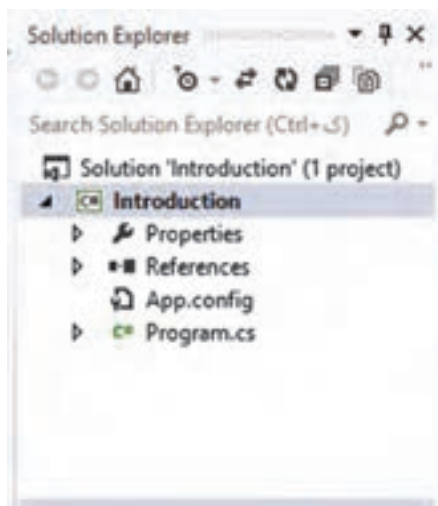 Solution Explorer
Search Solution Explorer (Ctrl+ک)
Solution 'Introduction' (1 project)
C# Introduction
Properties
References
App.config
C# Program.cs